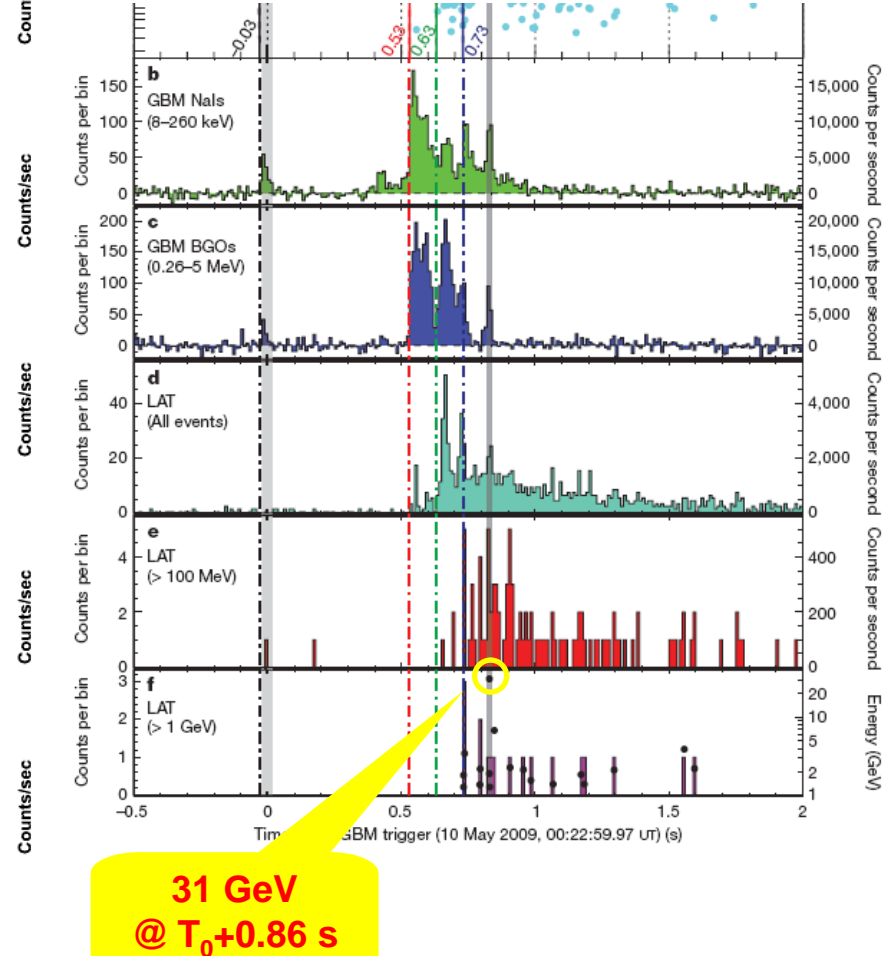 Coun
Coun
−0.03
0.53
0.63
0.73
b
GBM NaIs
(8–260 keV)
Counts per bin
150
100
50
0
15,000
10,000
5,000
0
Counts per second
Counts/sec
c
GBM BGOs
(0.26–5 MeV)
Counts per bin
200
150
100
50
0
20,000
15,000
10,000
5,000
0
Counts per second
Counts/sec
d
LAT
(All events)
Counts per bin
40
20
0
4,000
2,000
0
Counts per second
Counts/sec
e
LAT
(> 100 MeV)
Counts per bin
4
2
0
400
200
0
Counts per second
Counts/sec
f
LAT
(> 1 GeV)
Counts per bin
3
2
1
0
20
10
5
2
1
Energy (GeV)
−0.5 0 0.5 1 1.5 2
Tim GBM trigger (10 May 2009, 00:22:59.97 UT) (s)
31 GeV
@ T0+0.86 s